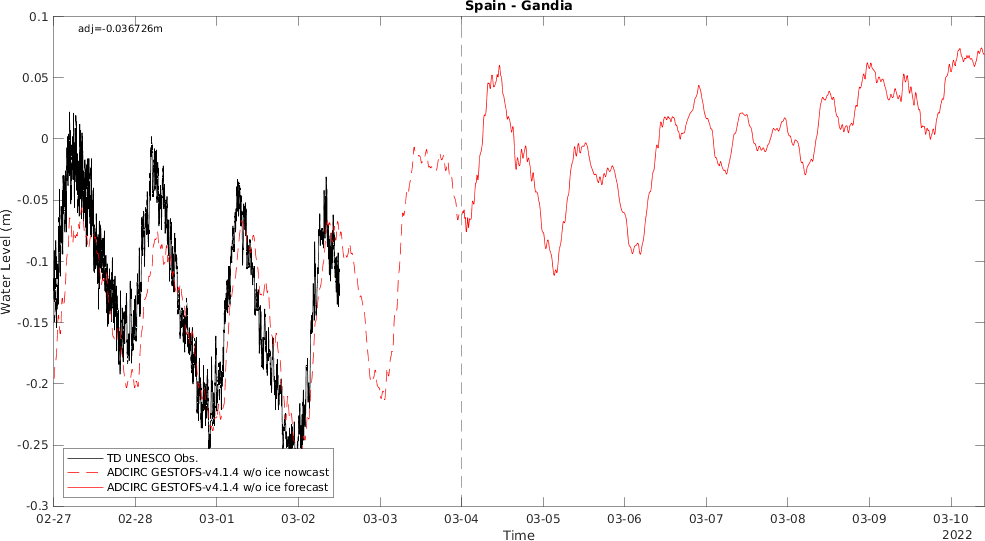 Spain - Gandia
adj=-0.036726m
0.1
0.05
0
-0.05
-0.1
-0.15
-0.2
-0.25
-0.3
Water Level (m)
TD UNESCO Obs.
ADCIRC GESTOFS-v4.1.4 w/o ice nowcast
ADCIRC GESTOFS-v4.1.4 w/o ice forecast
02-27 02-28 03-01 03-02 03-03 03-04 03-05 03-06 03-07 03-08 03-09 03-10
Time
2022